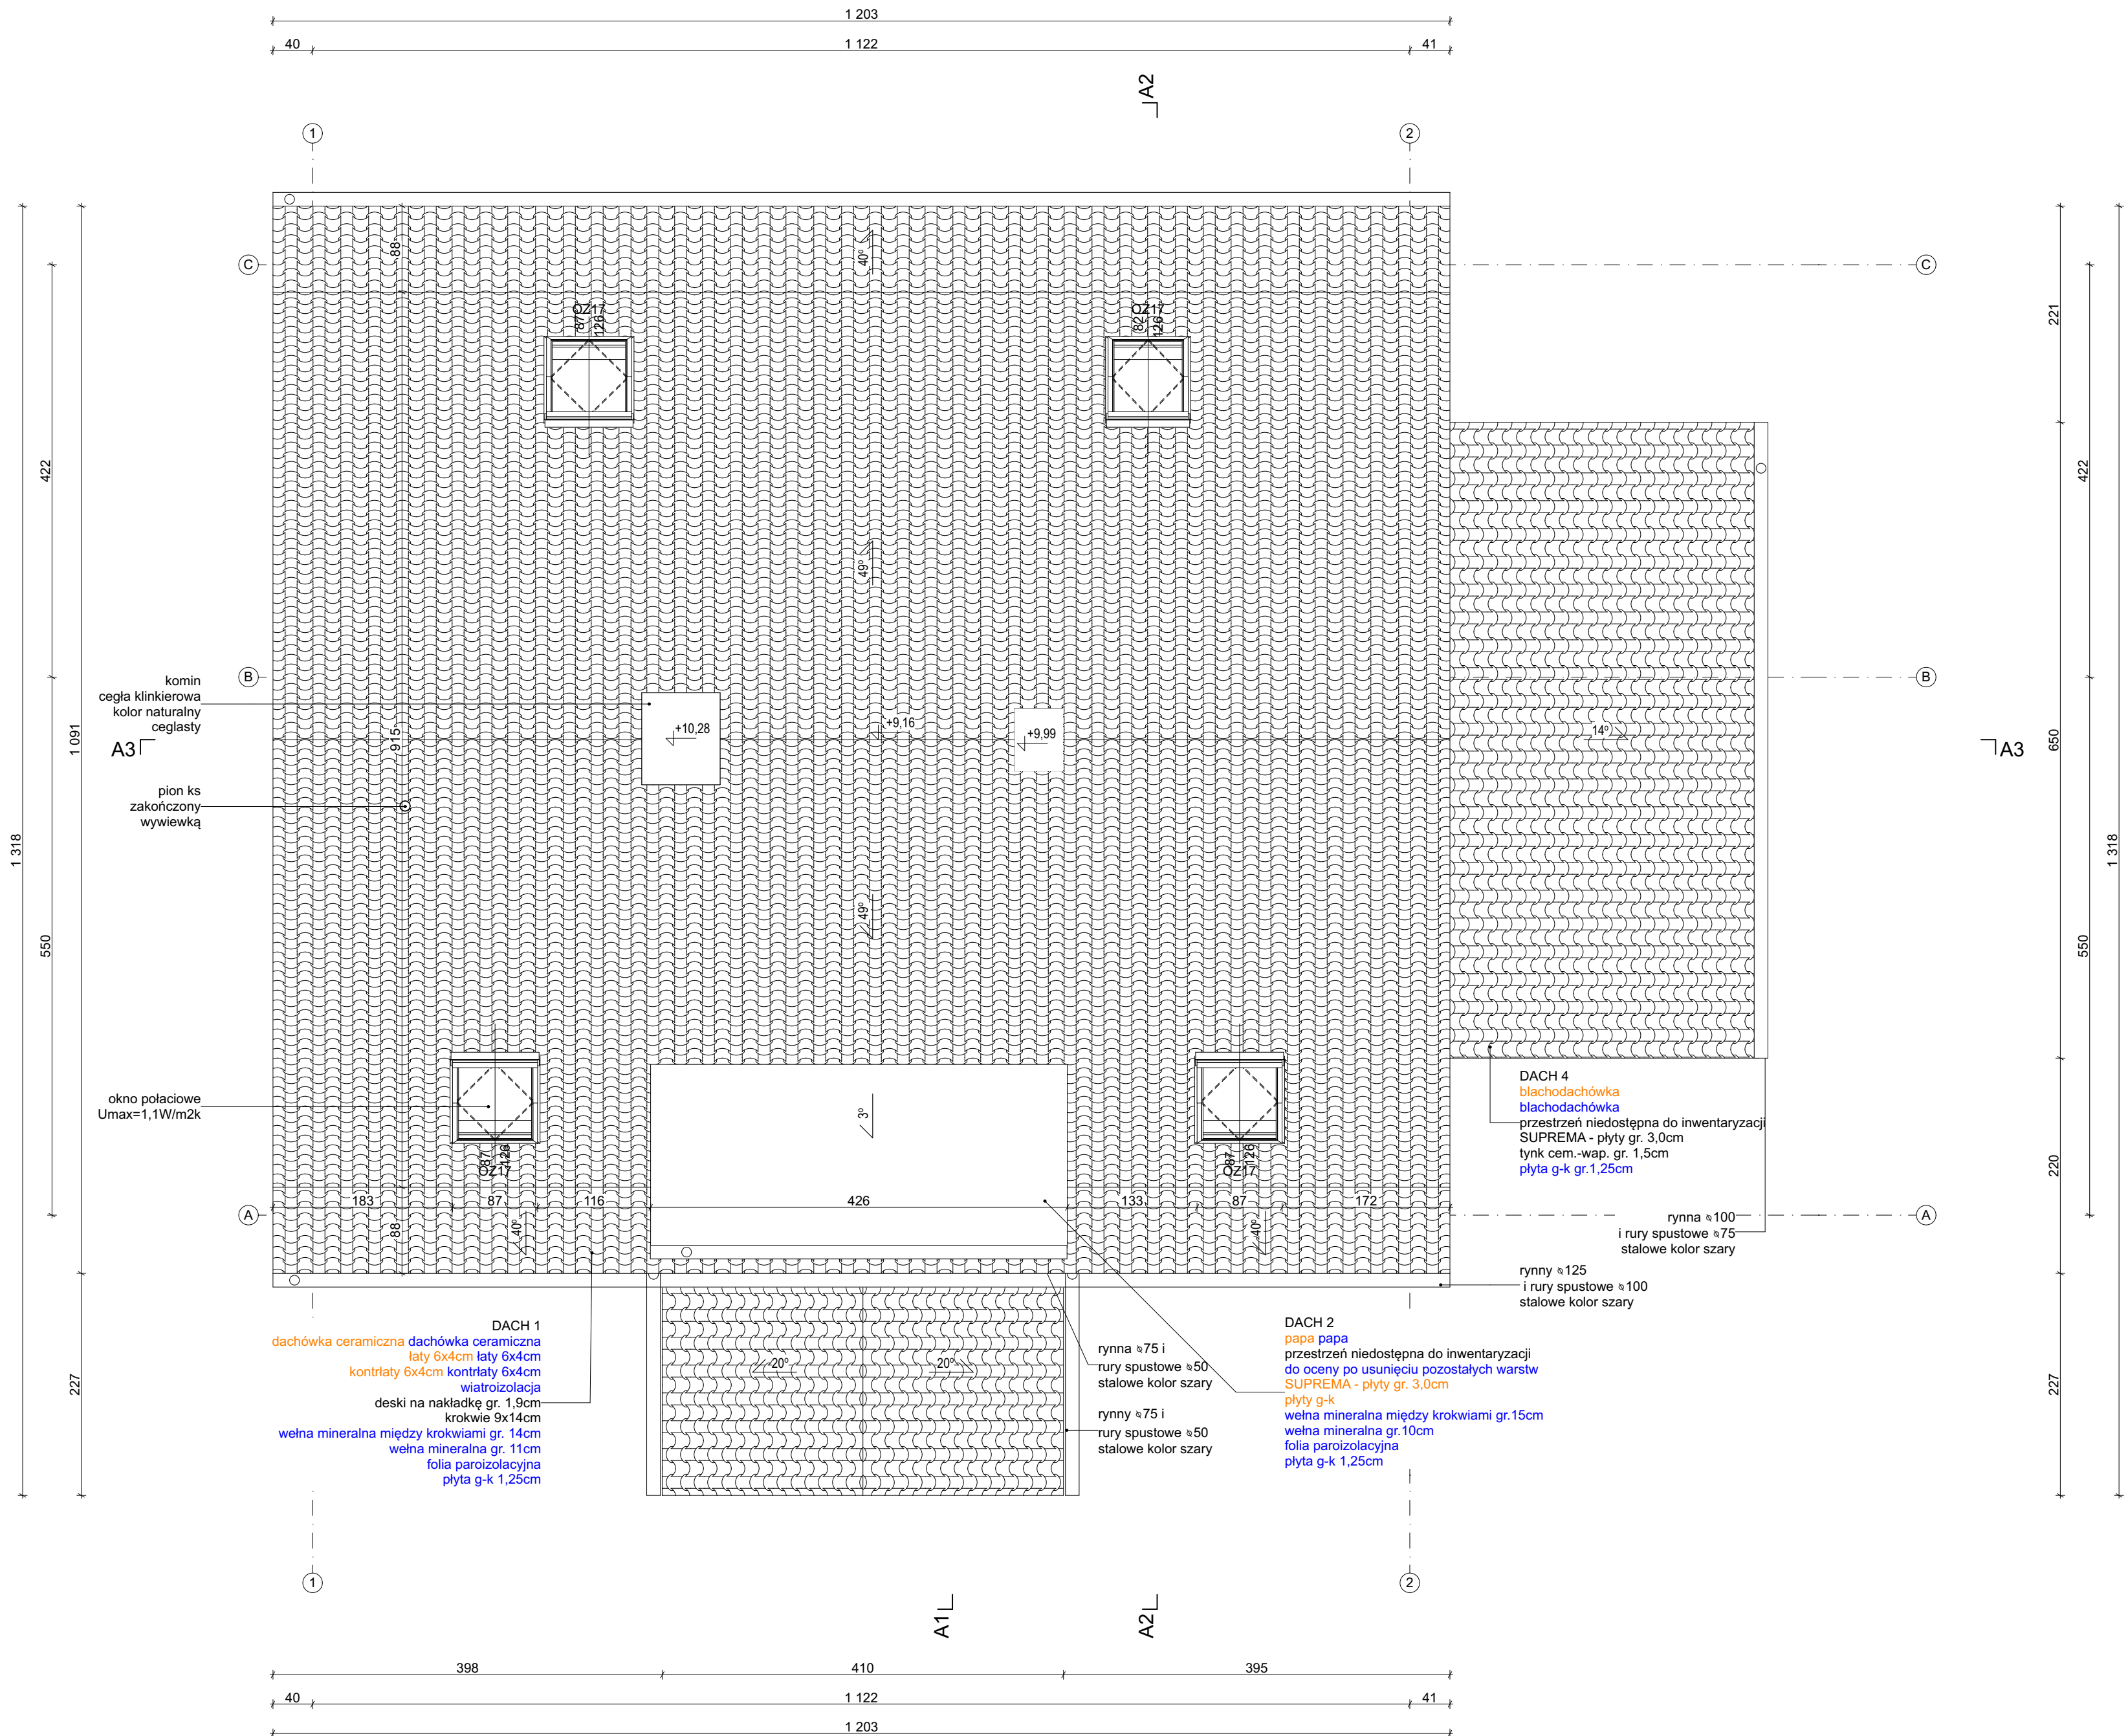 1 203
40
1 122
41
A2
1
2
C
C
88
40°
OZ17
87
126
OZ17
82
126
221
422
422
49°
B
B
komin
cegła klinkierowa
kolor naturalny
ceglasty
+10,28
+9,16
+9,99
14°
A3
A3
915
1 091
650
pion ks
zakończony
wywiewką
1 318
1 318
49°
550
550
okno połaciowe
Umax=1,1W/m2k
3°
87
126
OZ17
87
126
OZ17
DACH 4
blachodachówka
blachodachówka
przestrzeń niedostępna do inwentaryzacji
SUPREMA - płyty gr. 3,0cm
tynk cem.-wap. gr. 1,5cm
płyta g-k gr.1,25cm
220
183
87
116
426
133
87
172
A
A
88
40°
40°
rynna ⌀100
i rury spustowe ⌀75
stalowe kolor szary
rynny ⌀125
i rury spustowe ⌀100
stalowe kolor szary
DACH 1
dachówka ceramiczna dachówka ceramiczna
łaty 6x4cm łaty 6x4cm
kontrłaty 6x4cm kontrłaty 6x4cm
wiatroizolacja
deski na nakładkę gr. 1,9cm
krokwie 9x14cm
wełna mineralna między krokwiami gr. 14cm
wełna mineralna gr. 11cm
folia paroizolacyjna
płyta g-k 1,25cm
227
20°
20°
rynna ⌀75 i
rury spustowe ⌀50
stalowe kolor szary
rynny ⌀75 i
rury spustowe ⌀50
stalowe kolor szary
DACH 2
papa papa
przestrzeń niedostępna do inwentaryzacji
do oceny po usunięciu pozostałych warstw
SUPREMA - płyty gr. 3,0cm
płyty g-k
wełna mineralna między krokwiami gr.15cm
wełna mineralna gr.10cm
folia paroizolacyjna
płyta g-k 1,25cm
227
1
2
A1
A2
398
410
395
40
1 122
41
1 203